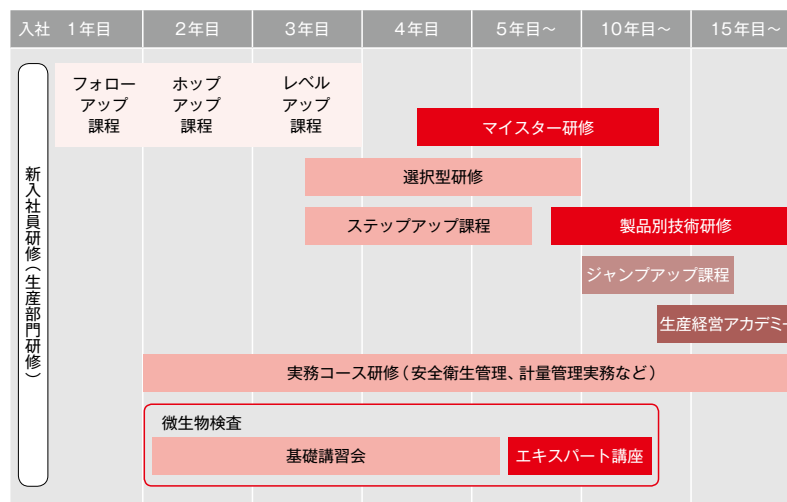 入社 1年目 2年目 3年目 4年目 5年目〜 10年目〜 15年目〜
新入社員研修（生産部門研修）
フォロー
アップ
課程
ホップ
アップ
課程
レベル
アップ
課程
マイスター研修
選択型研修
ステップアップ課程
製品別技術研修
ジャンプアップ課程
生産経営アカデミー
実務コース研修（安全衛生管理、計量管理実務など）
微生物検査
基礎講習会
エキスパート講座